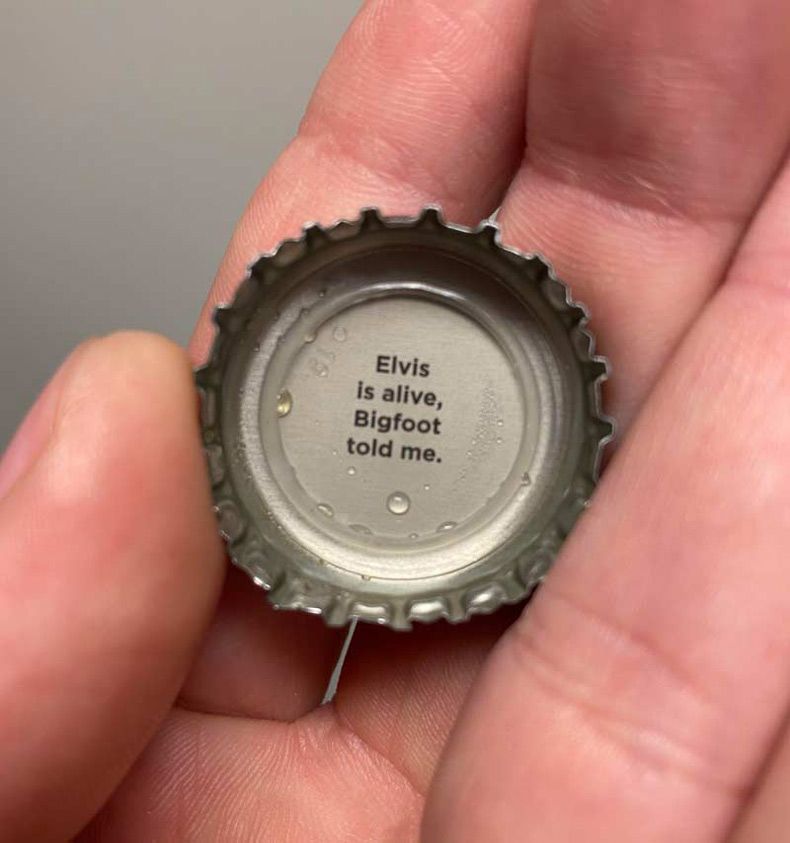 Elvis
is alive,
Bigfoot
told me.